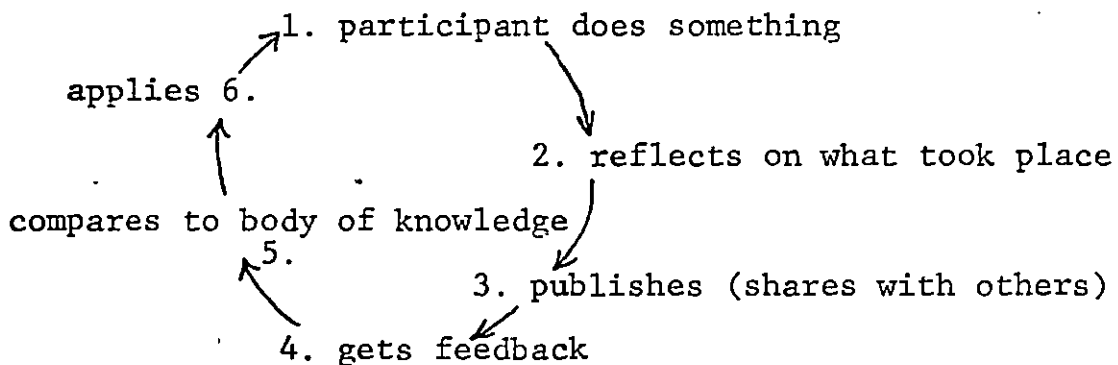 1. participant does something
applies 6.
2. reflects on what took place
compares to body of knowledge
5.
3. publishes (shares with others)
4. gets feedback